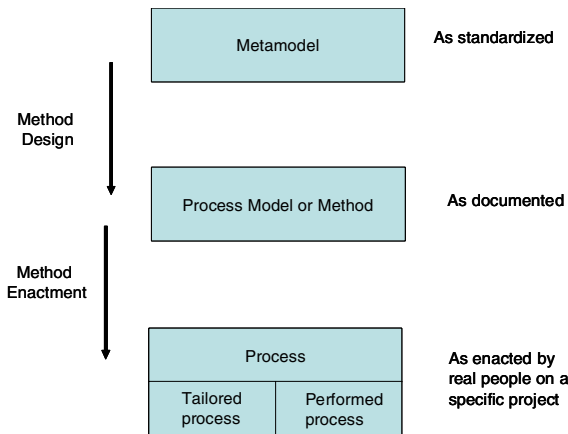 Metamodel
As standardized
Method
Design
Process Model or Method
As documented
Method
Enactment
Process
Tailored
process
Performed
process
As enacted by
real people on a
specific project